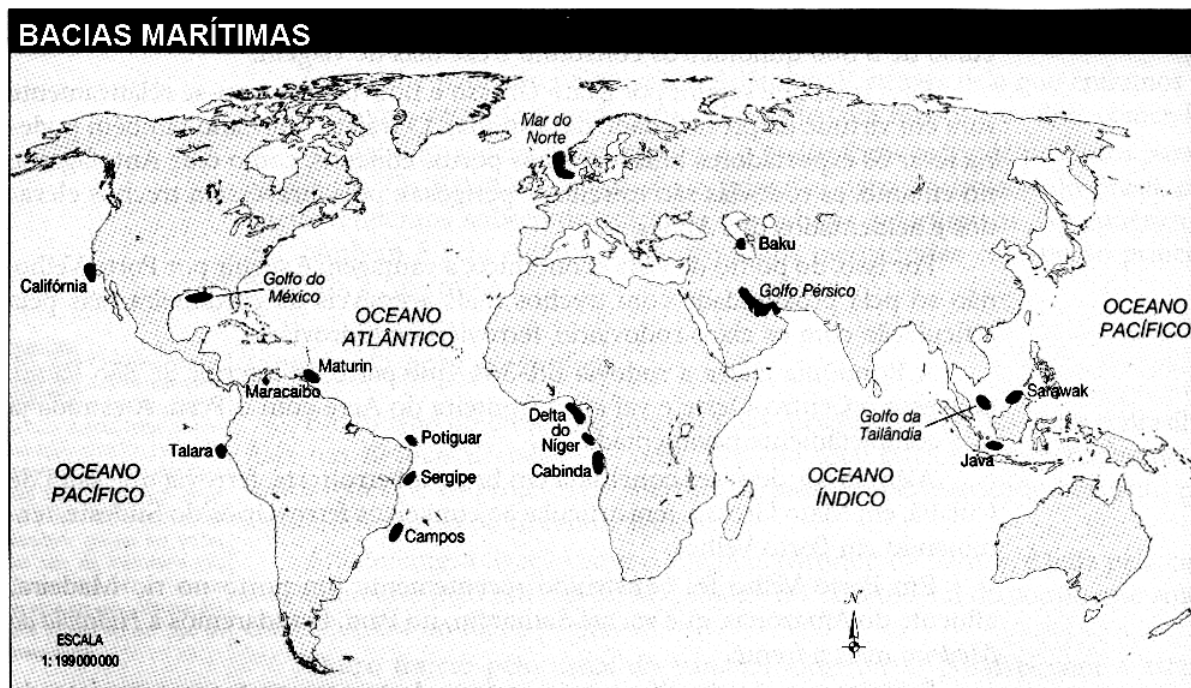 BACIAS MARÍTIMAS
Mar do
Norte
Baku
Califórnia
Golfo do
México
Golfo Pérsico
OCEANO
ATLÂNTICO
OCEANO
PACÍFICO
Maturin
Maracaibo
Sarawak
Delta
do
Níger
Golfo da
Tailândia
Potiguar
Talara
Java
Cabinda
Sergipe
OCEANO
PACÍFICO
OCEANO
ÍNDICO
Campos
N
ESCALA
1: 199 000 000